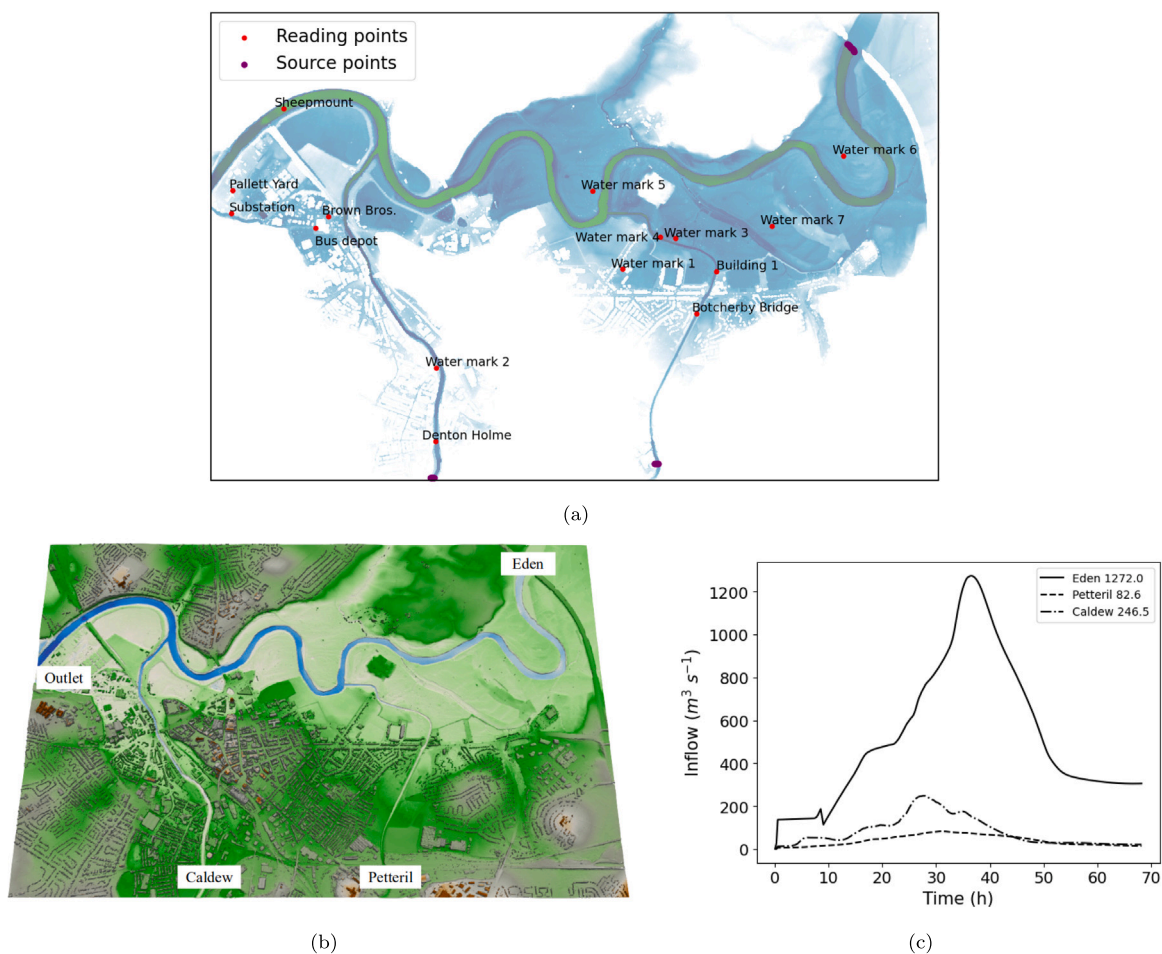 Reading points
Source points
Sheepmount
Water mark 6
Pallett Yard
Water mark 5
Substation
Brown Bros.
Water mark 7
Bus depot
Water mark 4
Water mark 3
Water mark 1
Building 1
Botcherby Bridge
Water mark 2
Denton Holme
(a)
Eden
Outlet
Caldew
Petteril
(b)
Eden 1272.0
Petteril 82.6
Caldew 246.5
Inflow (m³ s⁻¹)
1200
1000
800
600
400
200
0
0 10 20 30 40 50 60 70
Time (h)
(c)